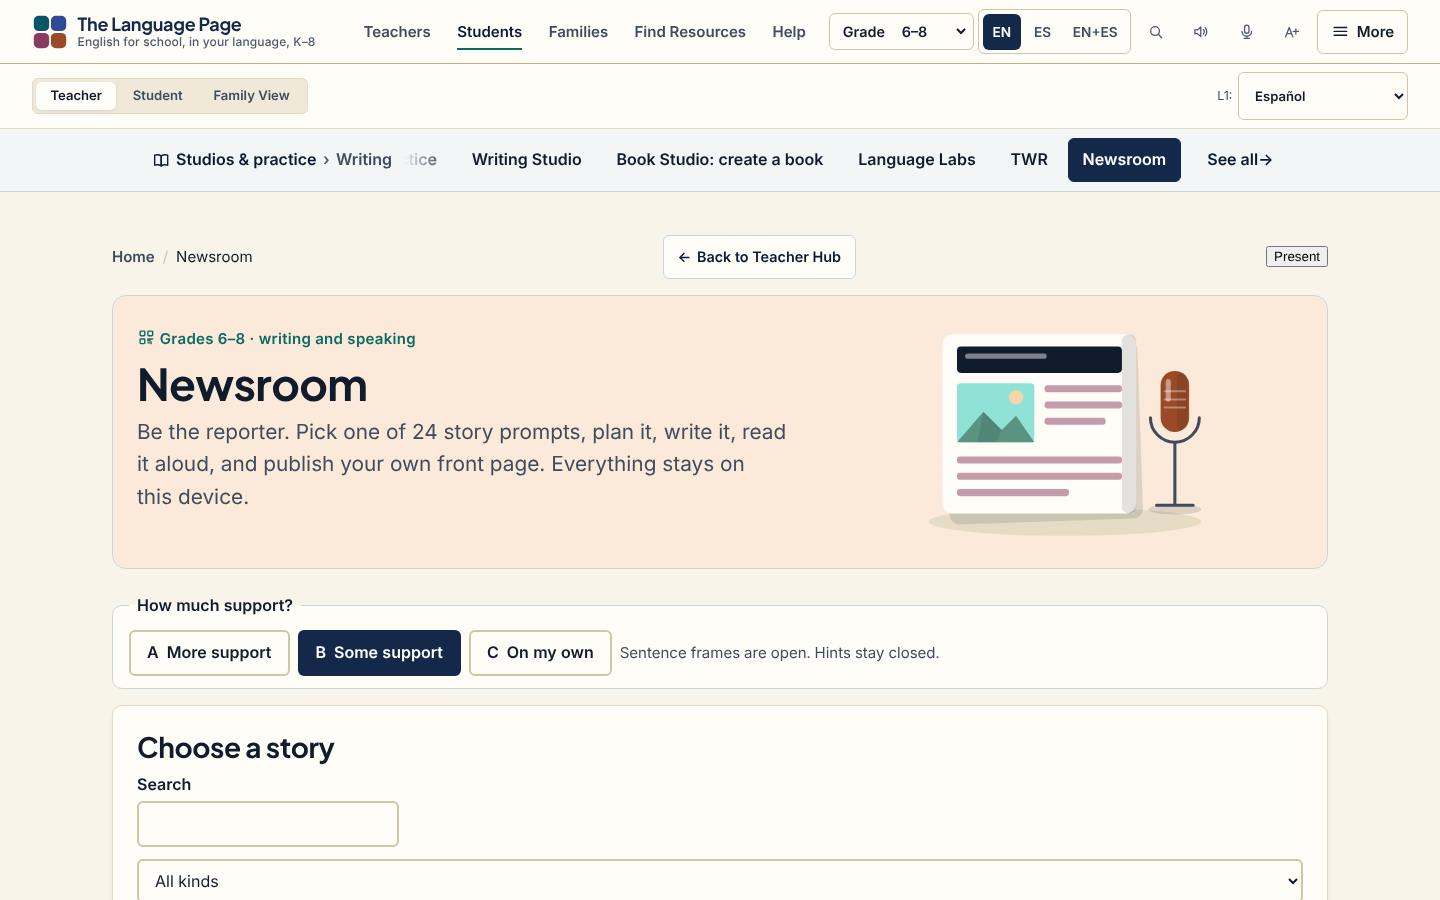 The Language Page
English for school, in your language, K–8
Teachers
Students
Families
Find Resources
Help
Grade 6–8
EN
ES
EN+ES
A+
More
Teacher
Student
Family View
L1:
Español
Studios & practice › Writing
Writing Studio
Book Studio: create a book
Language Labs
TWR
Newsroom
See all→
Home / Newsroom
← Back to Teacher Hub
Present
Grades 6–8 · writing and speaking
Newsroom
Be the reporter. Pick one of 24 story prompts, plan it, write it, read
it aloud, and publish your own front page. Everything stays on
this device.
How much support?
A More support
B Some support
C On my own
Sentence frames are open. Hints stay closed.
Choose a story
Search
All kinds